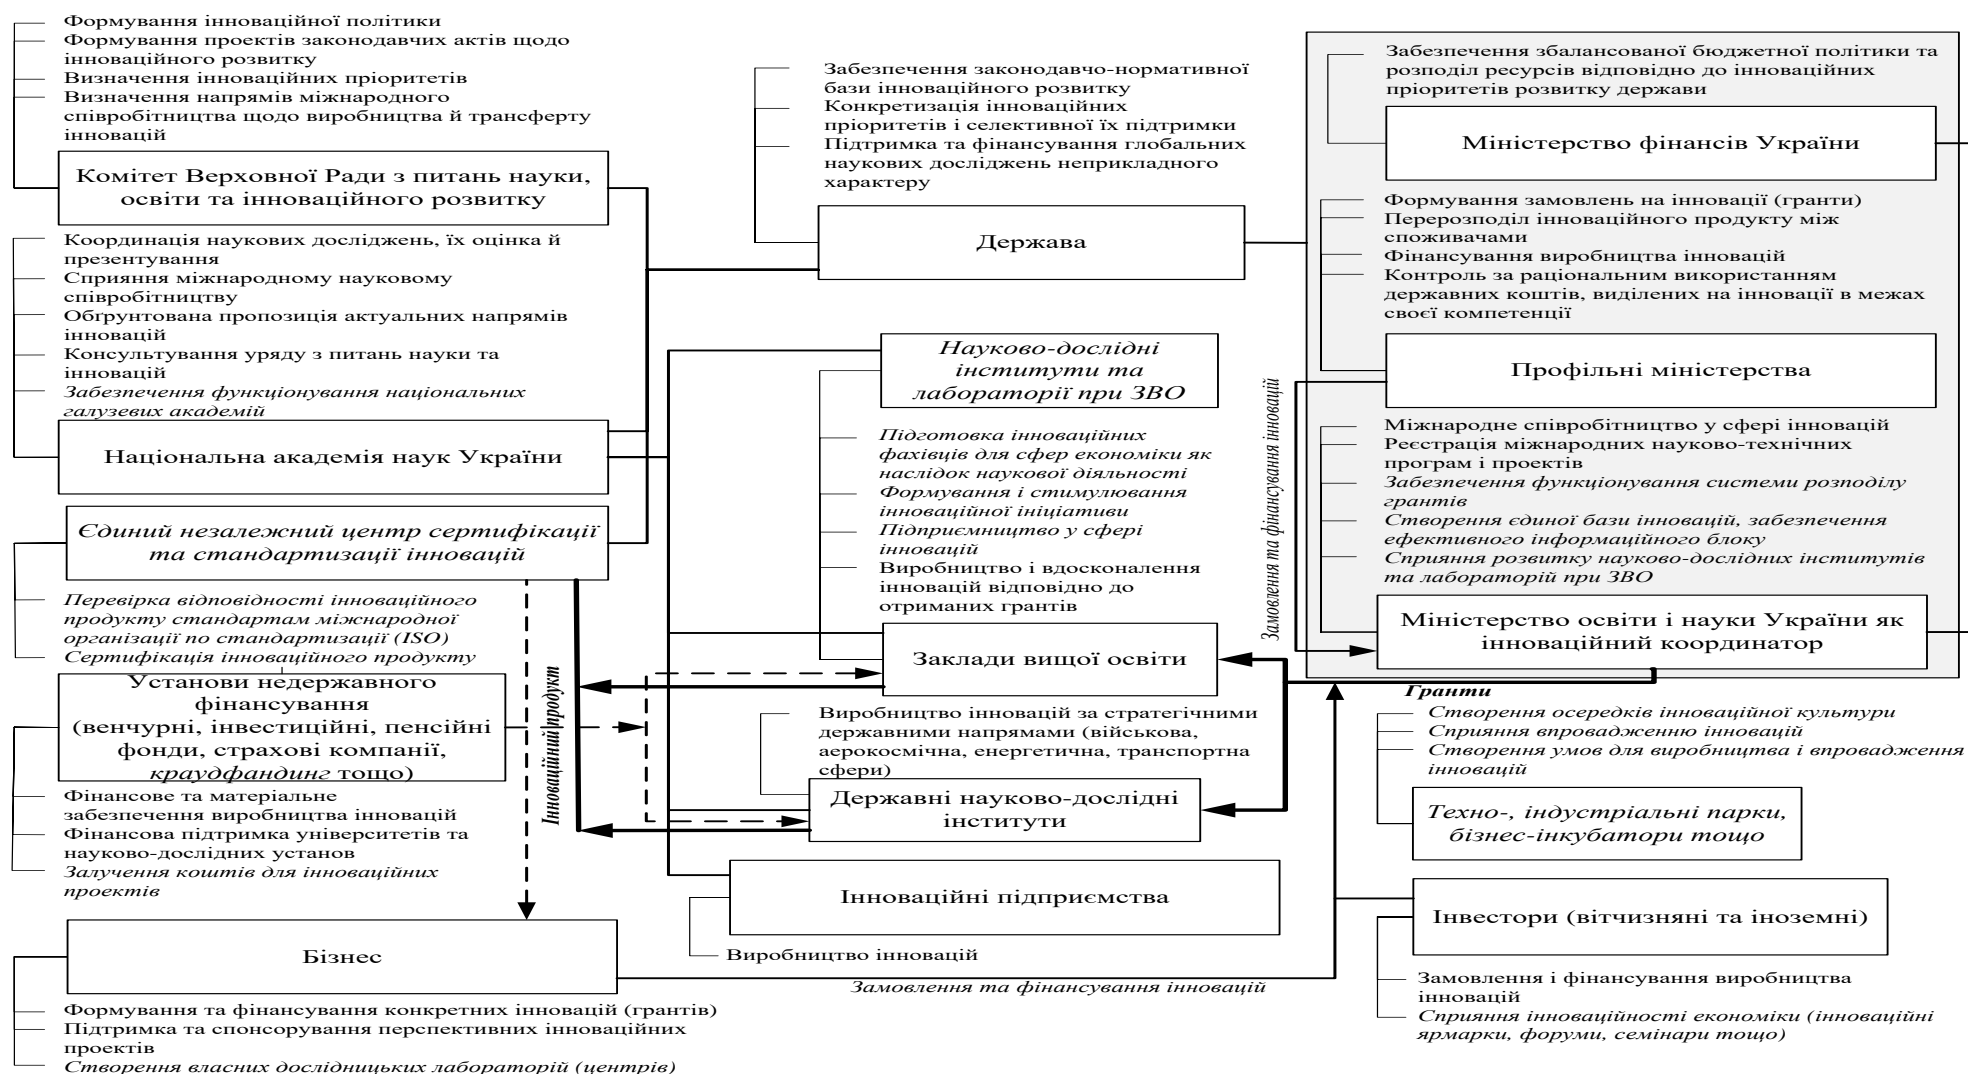 Формування інноваційної політики
Формування проектів законодавчих актів щодо
інноваційного розвитку
Визначення інноваційних пріоритетів
Визначення напрямів міжнародного
співробітництва щодо виробництва й трансферту
інновацій
Комітет Верховної Ради з питань науки,
освіти та інноваційного розвитку
Координація наукових досліджень, їх оцінка й
презентування
Сприяння міжнародному науковому
співробітництву
Обґрунтована пропозиція актуальних напрямів
інновацій
Консультування уряду з питань науки та
інновацій
Забезпечення функціонування національних
галузевих академій
Національна академія наук України
Єдиний незалежний центр сертифікації
та стандартизації інновацій
Перевірка відповідності інноваційного
продукту стандартам міжнародної
організації по стандартизації (ISO)
Сертифікація інноваційного продукту
Установи недержавного
фінансування
(венчурні, інвестиційні, пенсійні
фонди, страхові компанії,
краудфандинг тощо)
Фінансове та матеріальне
забезпечення виробництва інновацій
Фінансова підтримка університетів та
науково-дослідних установ
Залучення коштів для інноваційних
проектів
Бізнес
Формування та фінансування конкретних інновацій (грантів)
Підтримка та спонсорування перспективних інноваційних
проектів
Створення власних дослідницьких лабораторій (центрів)
Інноваційний продукт
Забезпечення законодавчо-нормативної
бази інноваційного розвитку
Конкретизація інноваційних
пріоритетів і селективної їх підтримки
Підтримка та фінансування глобальних
наукових досліджень неприкладного
характеру
Держава
Науково-дослідні
інститути та
лабораторії при ЗВО
Підготовка інноваційних
фахівців для сфер економіки як
наслідок наукової діяльності
Формування і стимулювання
інноваційної ініціативи
Підприємництво у сфері
інновацій
Виробництво і вдосконалення
інновацій відповідно до
отриманих грантів
Заклади вищої освіти
Виробництво інновацій за стратегічними
державними напрямами (військова,
аерокосмічна, енергетична, транспортна
сфери)
Державні науково-дослідні
інститути
Інноваційні підприємства
Виробництво інновацій
Замовлення та фінансування інновацій
Замовлення та фінансування інновацій
Забезпечення збалансованої бюджетної політики та
розподіл ресурсів відповідно до інноваційних
пріоритетів розвитку держави
Міністерство фінансів України
Формування замовлень на інновації (гранти)
Перерозподіл інноваційного продукту між
споживачами
Фінансування виробництва інновацій
Контроль за раціональним використанням
державних коштів, виділених на інновації в межах
своєї компетенції
Профільні міністерства
Міжнародне співробітництво у сфері інновацій
Реєстрація міжнародних науково-технічних
програм і проектів
Забезпечення функціонування системи розподілу
грантів
Створення єдиної бази інновацій, забезпечення
ефективного інформаційного блоку
Сприяння розвитку науково-дослідних інститутів
та лабораторій при ЗВО
Міністерство освіти і науки України як
інноваційний координатор
Гранти
Створення осередків інноваційної культури
Сприяння впровадженню інновацій
Створення умов для виробництва і впровадження
інновацій
Техно-, індустріальні парки,
бізнес-інкубатори тощо
Інвестори (вітчизняні та іноземні)
Замовлення і фінансування виробництва
інновацій
Сприяння інноваційності економіки (інноваційні
ярмарки, форуми, семінари тощо)